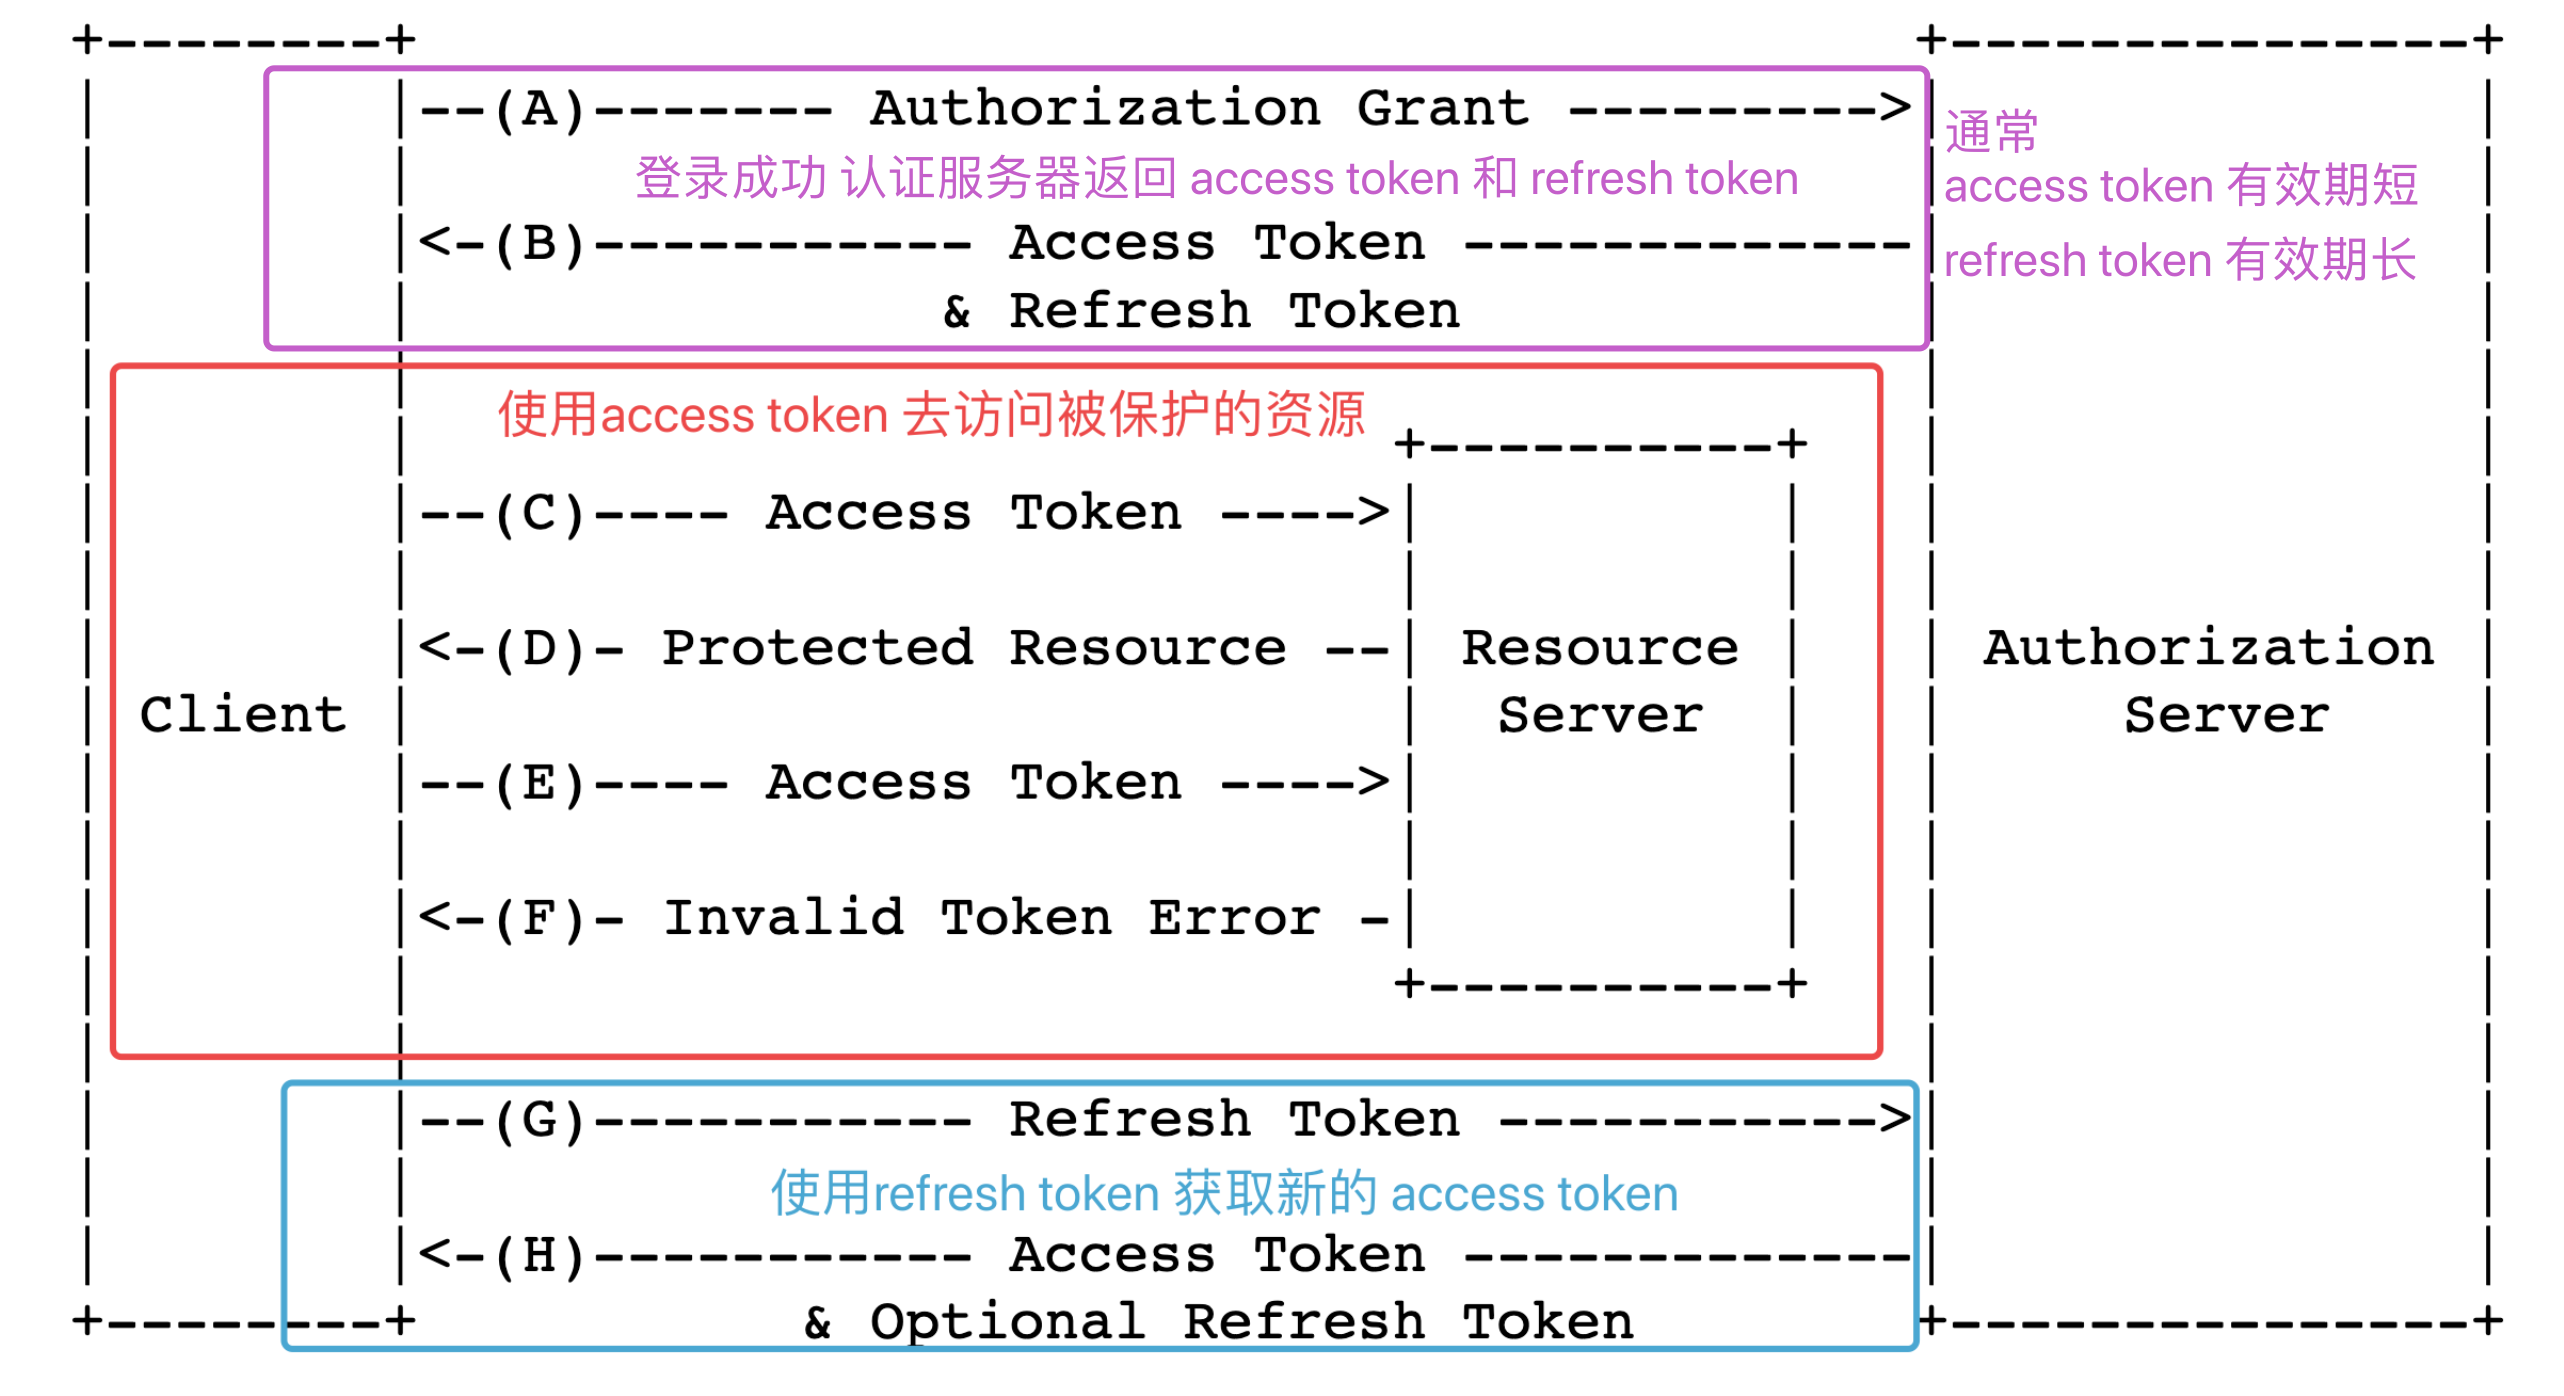 +---------+ +---------------+
--(A)------- Authorization Grant --------->
登录成功 认证服务器返回 access token 和 refresh token
<-(B)----------- Access Token -------------
& Refresh Token
通常
access token 有效期短
refresh token 有效期长
使用access token 去访问被保护的资源
+----------+
--(C)---- Access Token ---->
<-(D)- Protected Resource --
Resource
Server
Authorization
Server
Client
--(E)---- Access Token ---->
<-(F)- Invalid Token Error -
+----------+
--(G)----------- Refresh Token ----------->
使用refresh token 获取新的 access token
<-(H)----------- Access Token -------------
+---------+ & Optional Refresh Token +---------------+